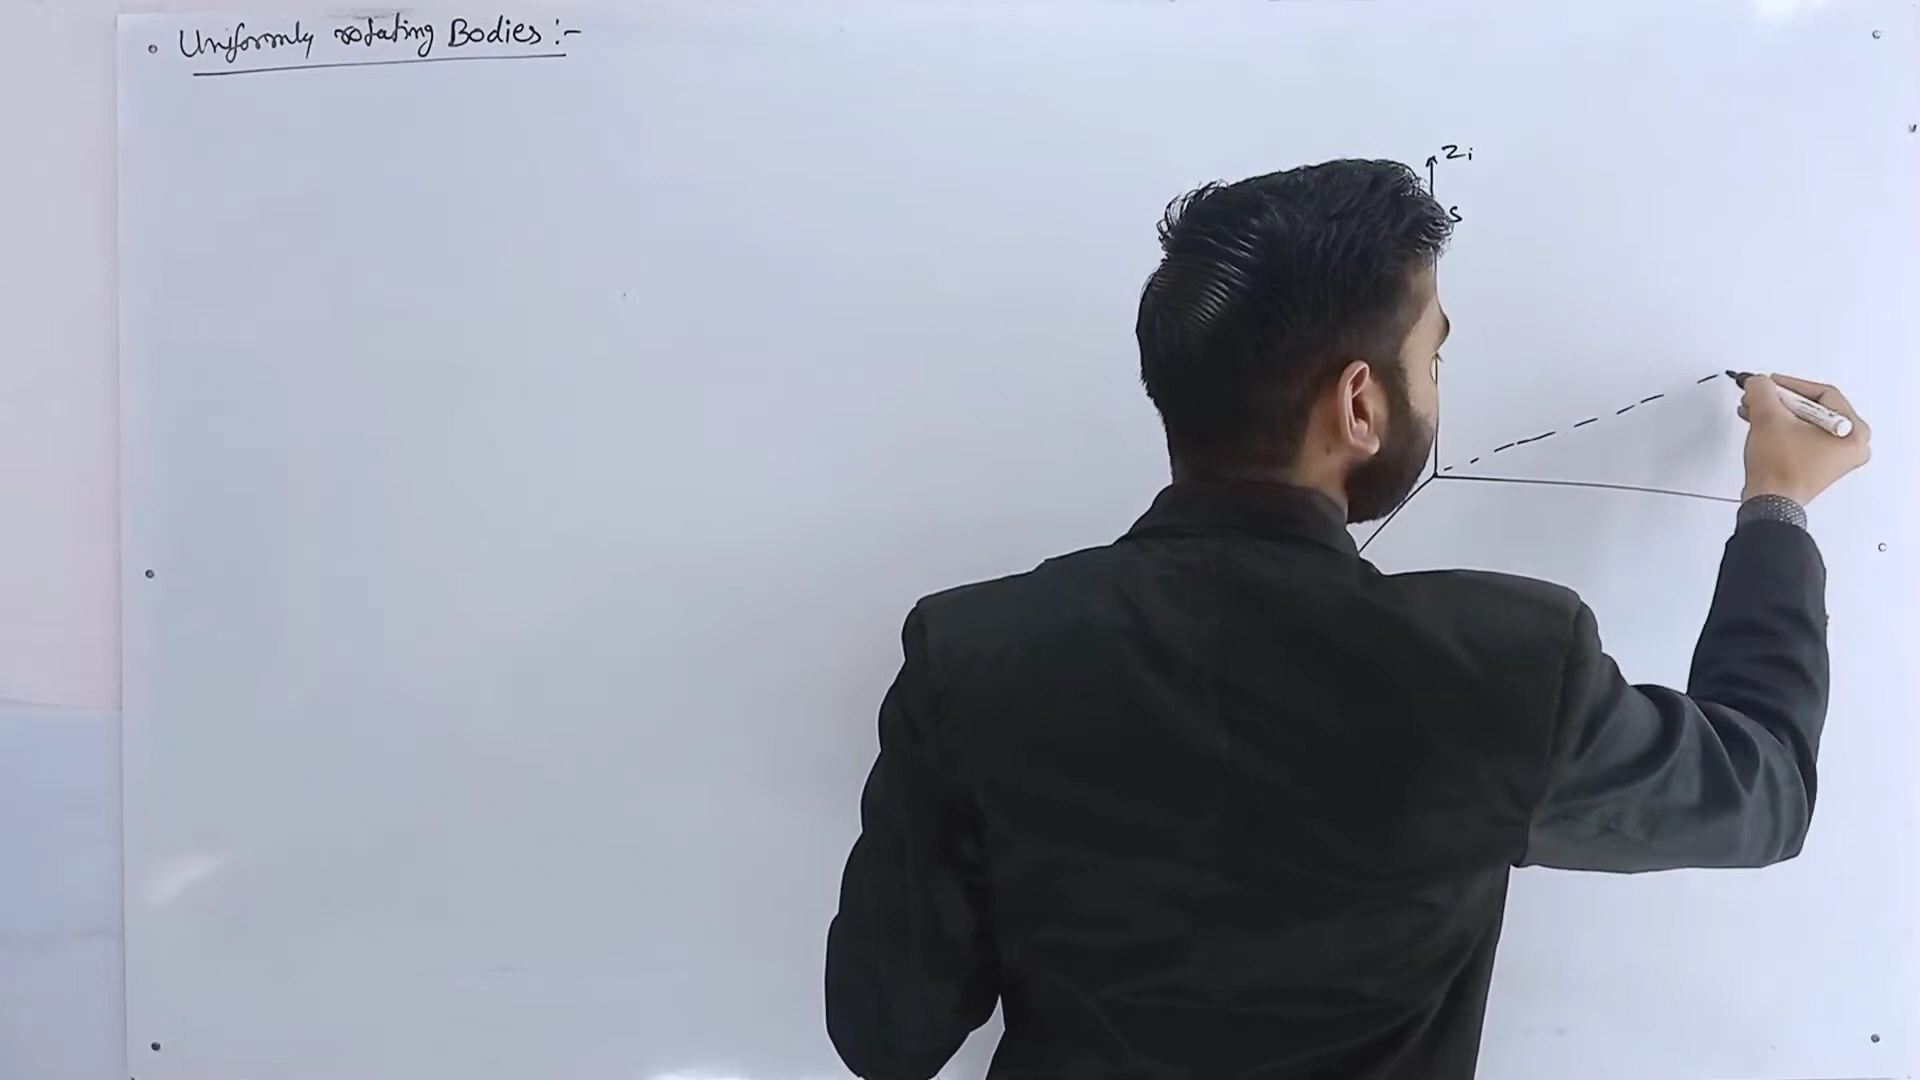 • Uniformly rotating Bodies :-
Zi
S